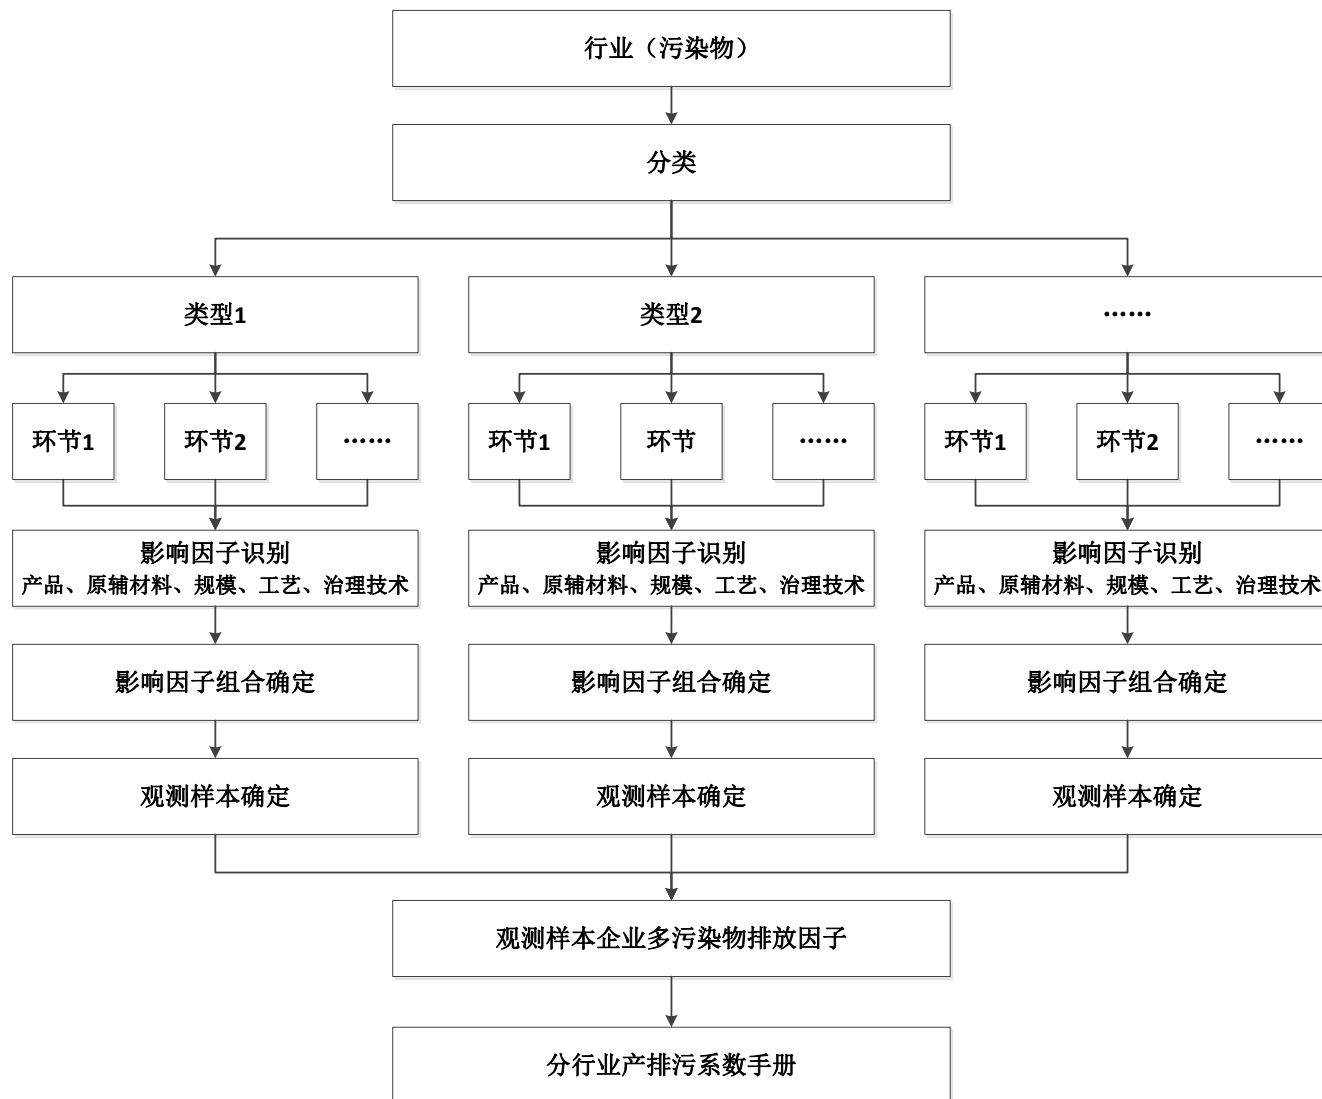 行业（污染物）
分类
类型1
类型2
……
环节1
环节2
……
环节1
环节
……
环节1
环节2
……
影响因子识别
产品、原辅材料、规模、工艺、治理技术
影响因子识别
产品、原辅材料、规模、工艺、治理技术
影响因子识别
产品、原辅材料、规模、工艺、治理技术
影响因子组合确定
影响因子组合确定
影响因子组合确定
观测样本确定
观测样本确定
观测样本确定
观测样本企业多污染物排放因子
分行业产排污系数手册